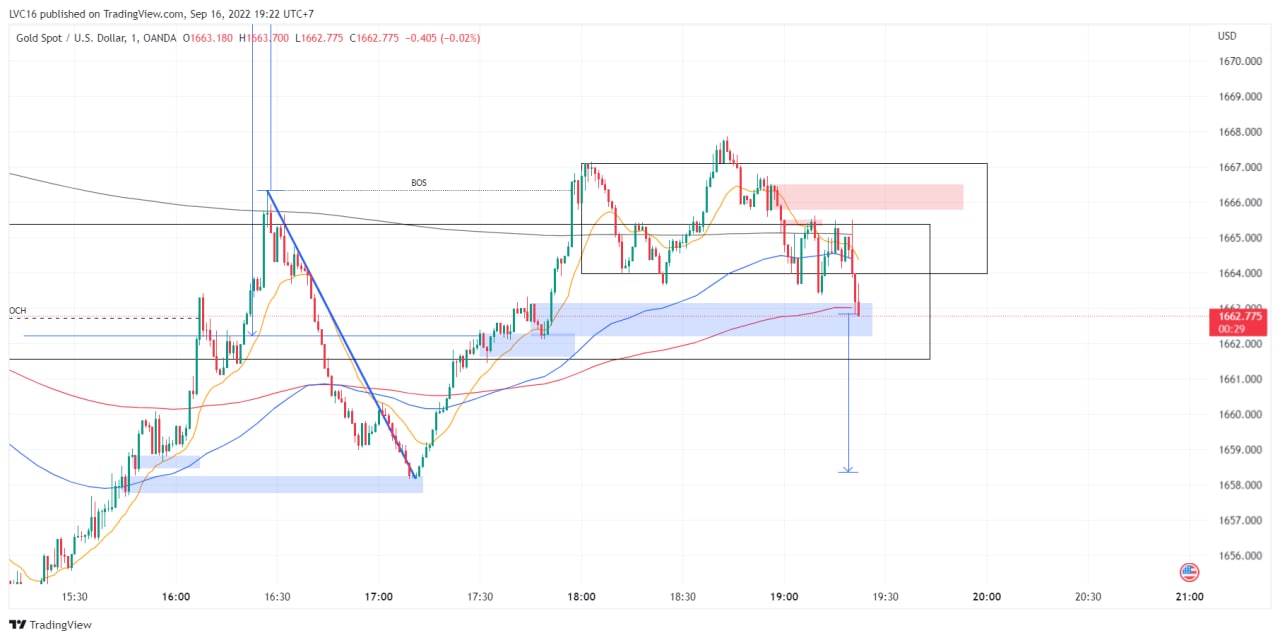 LVC16 published on TradingView.com, Sep 16, 2022 19:22 UTC+7
Gold Spot / U.S. Dollar, 1, OANDA O1663.180 H1663.700 L1662.775 C1662.775 −0.405 (−0.02%)
USD
1670.000
1669.000
1668.000
1667.000
BOS
1666.000
1665.000
1664.000
1663.000
OCH
1662.775
00:29
1662.000
1661.000
1660.000
1659.000
1658.000
1657.000
1656.000
15:30 16:00 16:30 17:00 17:30 18:00 18:30 19:00 19:30 20:00 20:30 21:00
TradingView